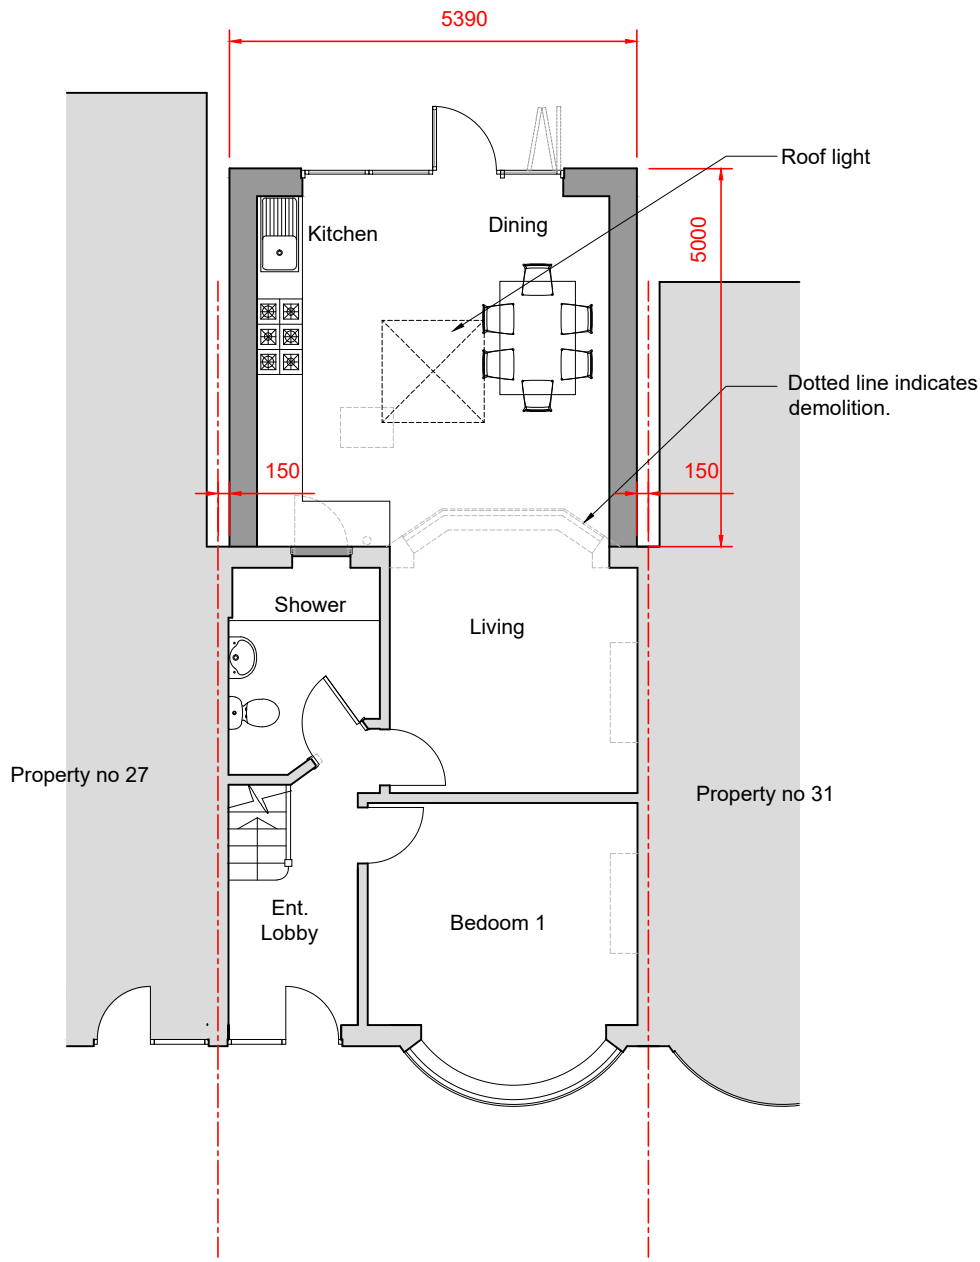 5390
Roof light
Kitchen
Dining
5000
Dotted line indicates
demolition.
150
150
Shower
Living
Property no 27
Property no 31
Ent.
Lobby
Bedoom 1